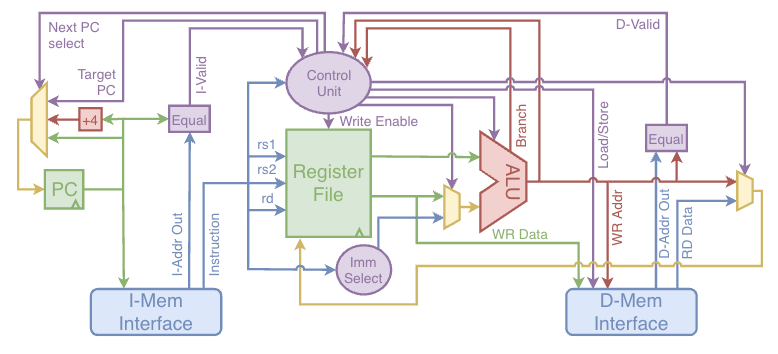 Next PC
select
D-Valid
Target
PC
I-Valid
Control
Unit
+4
Equal
Write Enable
Branch
Load/Store
Equal
rs1
rs2
rd
Register
File
ALU
PC
I-Addr Out
Instruction
WR Data
WR Addr
D-Addr Out
RD Data
Imm
Select
I-Mem
Interface
D-Mem
Interface